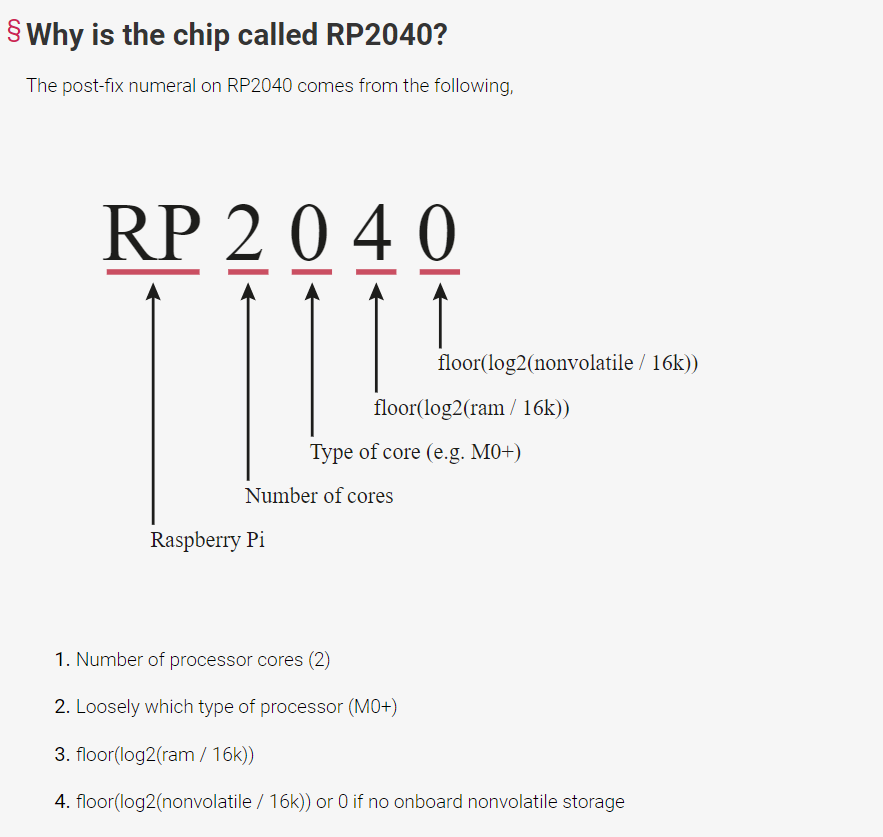 § Why is the chip called RP2040?
The post-fix numeral on RP2040 comes from the following,
RP 2 0 4 0
floor(log2(nonvolatile / 16k))
floor(log2(ram / 16k))
Type of core (e.g. M0+)
Number of cores
Raspberry Pi
1. Number of processor cores (2)
2. Loosely which type of processor (M0+)
3. floor(log2(ram / 16k))
4. floor(log2(nonvolatile / 16k)) or 0 if no onboard nonvolatile storage